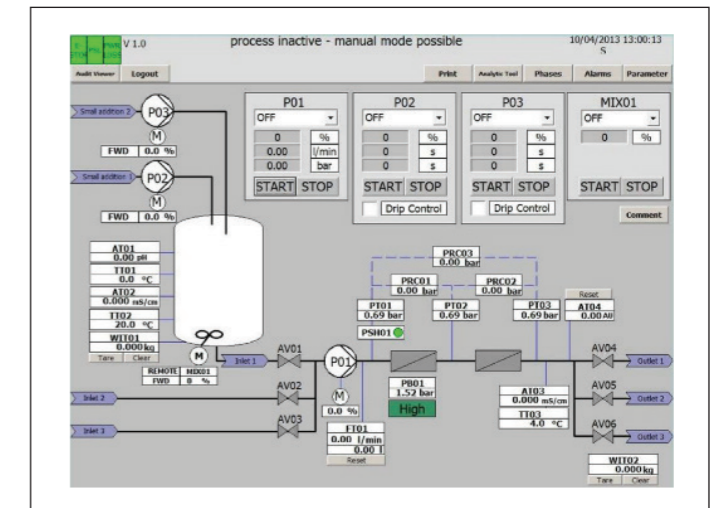 V 1.0
process inactive - manual mode possible
10/04/2013 13:00:13
S
Audit Viewer Logout Print Analytic Tool Phases Alarms Parameter
P01 P02 P03 MIX01
OFF OFF OFF OFF
0 % 0 % 0 % 0 %
0.00 l/min 0 s 0 s
0.00 bar 0 s 0 s
START STOP START STOP START STOP START STOP
Drip Control Drip Control
Comment
Small addition 2 P03
M
FWD 0.0 %
Small addition 1 P02
M
FWD 0.0 %
AT01
0.00 pH
TT01
0.0 °C
AT02
0.000 mS/cm
TT02
20.0 °C
WIT01
0.000 kg
Tare Clear
M
REMOTE MIX01
FWD 0 %
Inlet 1
Inlet 2
Inlet 3
AV01
AV02
AV03
P01
M
0.0 %
FT01
0.00 l/min
0.00 l
Reset
PRC03
0.00 bar
PRC01
0.00 bar
PRC02
0.00 bar
PT01
0.69 bar
PT02
0.69 bar
PT03
0.69 bar
PSH01
PB01
1.52 bar
High
Reset
AT04
0.00 AU
AT03
0.000 mS/cm
TT03
4.0 °C
AV04
Outlet 1
AV05
Outlet 2
AV06
Outlet 3
WIT02
0.000 kg
Tare Clear